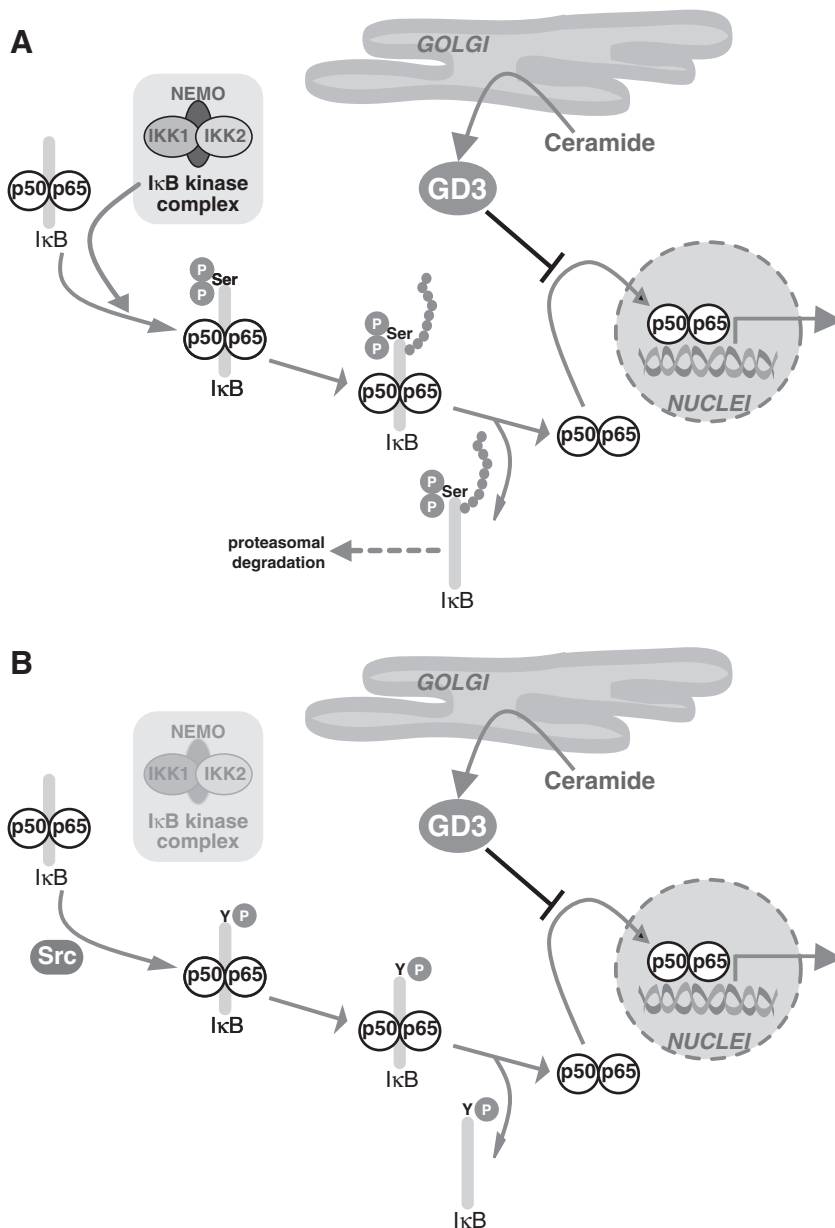 A
GOLGI
NEMO
IKK1 IKK2
IκB kinase
complex
Ceramide
GD3
p50 p65
IκB
P
P
Ser
p50 p65
IκB
P
P
Ser
p50 p65
IκB
p50 p65
NUCLEI
p50 p65
P
P
Ser
proteasomal
degradation
IκB
B
GOLGI
NEMO
IKK1 IKK2
IκB kinase
complex
Ceramide
GD3
p50 p65
IκB
Src
Y P
p50 p65
IκB
Y P
p50 p65
IκB
p50 p65
NUCLEI
p50 p65
Y P
IκB